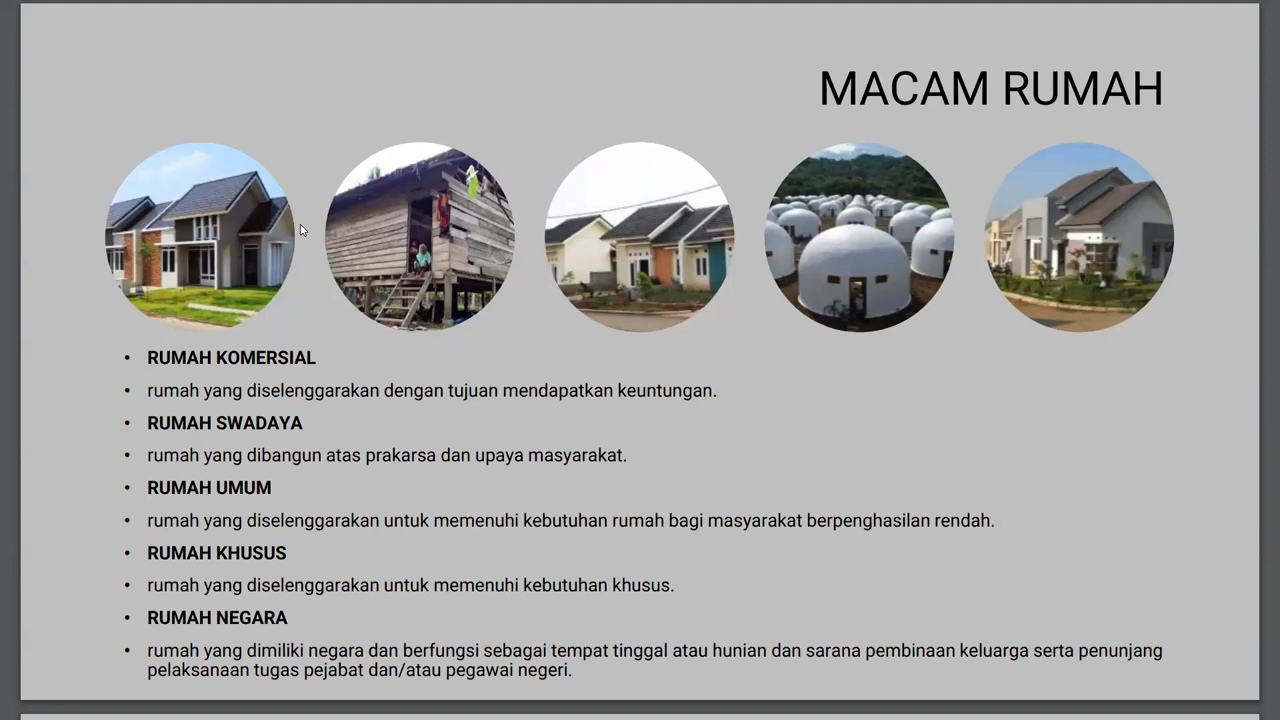 MACAM RUMAH
• RUMAH KOMERSIAL
• rumah yang diselenggarakan dengan tujuan mendapatkan keuntungan.
• RUMAH SWADAYA
• rumah yang dibangun atas prakarsa dan upaya masyarakat.
• RUMAH UMUM
• rumah yang diselenggarakan untuk memenuhi kebutuhan rumah bagi masyarakat berpenghasilan rendah.
• RUMAH KHUSUS
• rumah yang diselenggarakan untuk memenuhi kebutuhan khusus.
• RUMAH NEGARA
• rumah yang dimiliki negara dan berfungsi sebagai tempat tinggal atau hunian dan sarana pembinaan keluarga serta penunjang
pelaksanaan tugas pejabat dan/atau pegawai negeri.